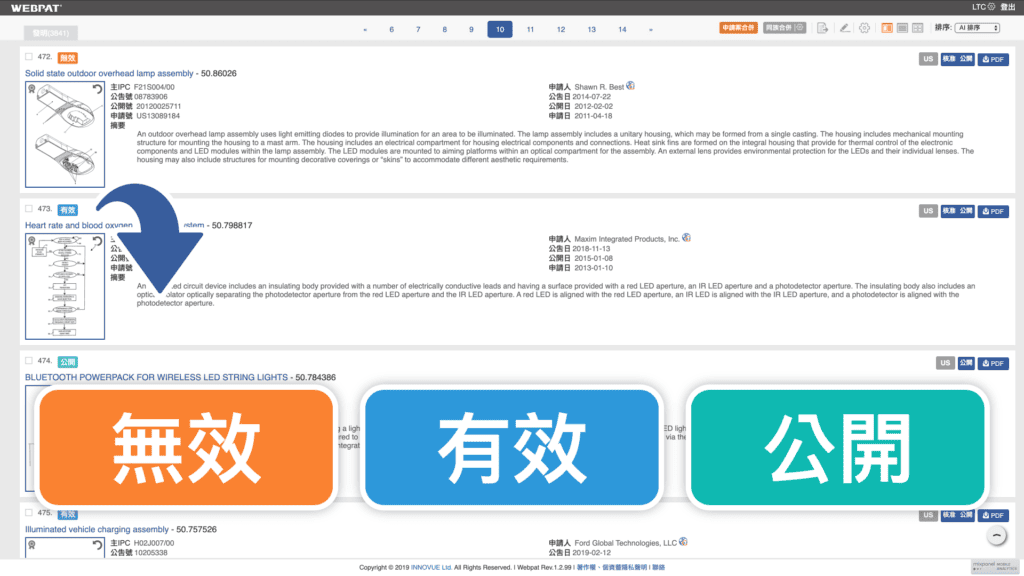 WEBPAT
LTC 登出
發明(3841)
« 6 7 8 9 10 11 12 13 14 »
申請案合併 同族合併 排序: AI 排序
472. 無效
US 核准 公開 PDF
Solid state outdoor overhead lamp assembly - 50.86026
主IPC F21S004/00
公告號 08783906
公開號 20120025711
申請號 US13089184
摘要
申請人 Shawn R. Best
公告日 2014-07-22
公開日 2012-02-02
申請日 2011-04-18
An outdoor overhead lamp assembly uses light emitting diodes to provide illumination for an area to be illuminated. The lamp assembly includes a unitary housing, which may be formed from a single casting. The housing includes mechanical mounting
structure for mounting the housing to a mast arm. The housing includes an electrical compartment for housing electrical components and connections. Heat sink fins are formed on the integral housing that provide for thermal control of the electronic
components and LED modules within the lamp assembly. The LED modules are mounted to aiming platforms within an optical compartment for the assembly. An external lens provides environmental protection for the LEDs and their individual lenses. The
housing may also include structures for mounting decorative coverings or “skins” to accommodate different aesthetic requirements.
473. 有效
US 核准 公開 PDF
Heart rate and blood oxygen - 50.798817
申請號
摘要
申請人 Maxim Integrated Products, Inc.
公告日 2018-11-13
公開日 2015-01-08
申請日 2013-01-10
circuit device includes an insulating body provided with a number of electrically conductive leads and having a surface provided with a red LED aperture, an IR LED aperture and a photodetector aperture. The insulating body also includes an
optically separating the photodetector aperture from the red LED aperture and the IR LED aperture. A red LED is aligned with the red LED aperture, an IR LED is aligned with the IR LED aperture, and a photodetector is aligned with the
photodetector aperture.
474. 公開
US 公開 PDF
BLUETOOTH POWERPACK FOR WIRELESS LED STRING LIGHTS - 50.784386
無效
有效
公開
475. 有效
US 核准 公開 PDF
Illuminated vehicle charging assembly - 50.757526
主IPC H02J007/00
公告號 10205338
申請人 Ford Global Technologies, LLC
公告日 2019-02-12
Copyright © 2019 INNOVUE Ltd. All Rights Reserved. | Webpat Rev.1.2.99 | 著作權、個資暨隱私聲明 | 聯絡